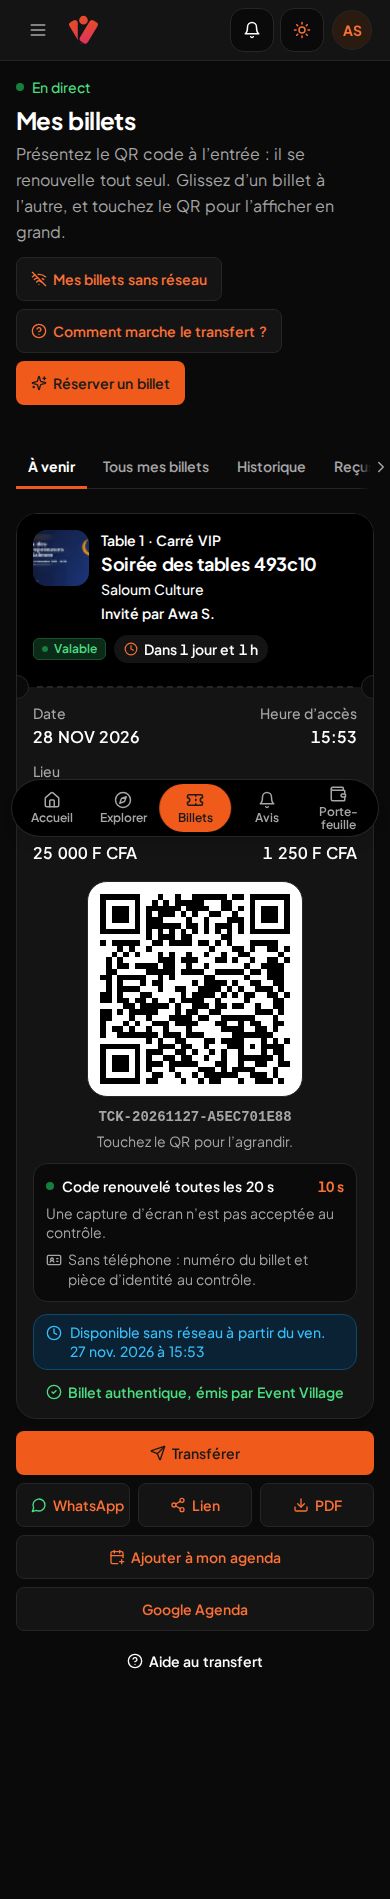 AS
En direct
Mes billets
Présentez le QR code à l’entrée : il se
renouvelle tout seul. Glissez d’un billet à
l’autre, et touchez le QR pour l’afficher en
grand.
Mes billets sans réseau
Comment marche le transfert ?
Réserver un billet
À venir
Tous mes billets
Historique
Reçus
Table 1 · Carré VIP
Soirée des tables 493c10
Saloum Culture
Invité par Awa S.
Valable
Dans 1 jour et 1 h
Date
Heure d’accès
28 NOV 2026
15:53
Lieu
Accueil
Explorer
Billets
Avis
Porte-
feuille
25 000 F CFA
1 250 F CFA
TCK-20261127-A5EC701E88
Touchez le QR pour l’agrandir.
Code renouvelé toutes les 20 s
10 s
Une capture d’écran n’est pas acceptée au
contrôle.
Sans téléphone : numéro du billet et
pièce d’identité au contrôle.
Disponible sans réseau à partir du ven.
27 nov. 2026 à 15:53
Billet authentique, émis par Event Village
Transférer
WhatsApp
Lien
PDF
Ajouter à mon agenda
Google Agenda
Aide au transfert